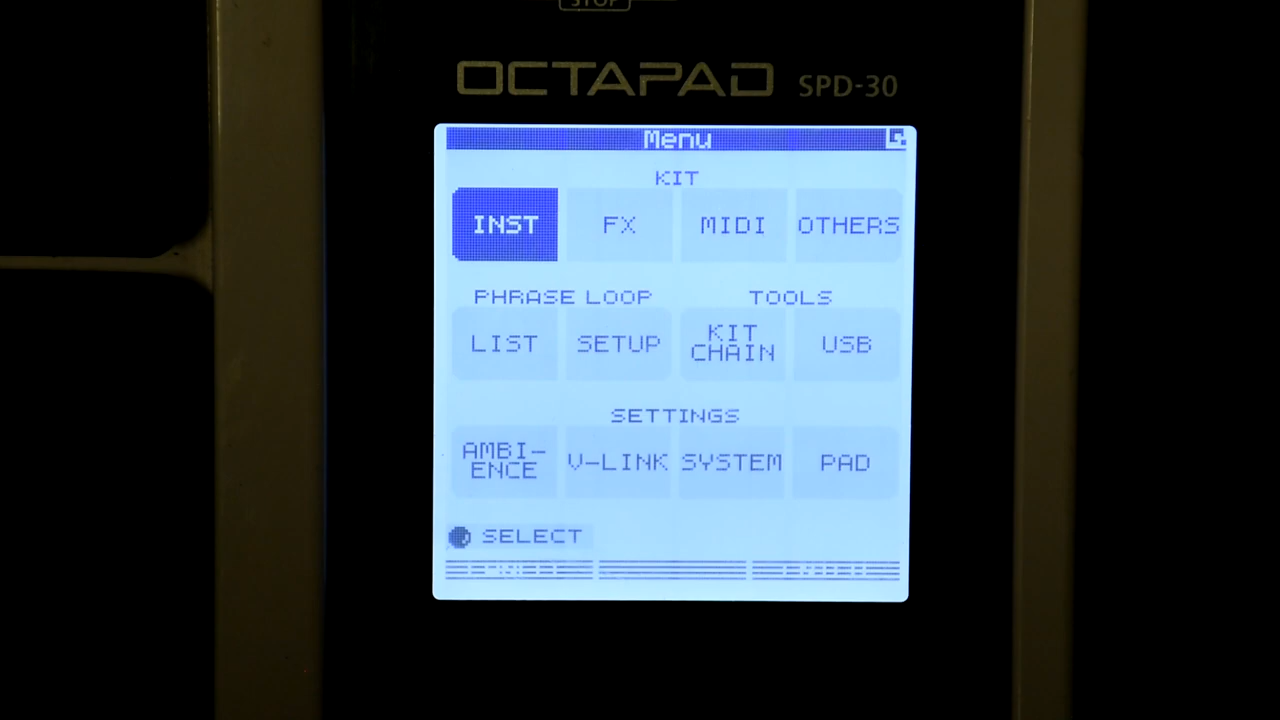 STOP
OCTAPAD SPD-30
Menu
KIT
INST FX MIDI OTHERS
PHRASE LOOP TOOLS
LIST SETUP KIT CHAIN USB
SETTINGS
AMBI-ENCE V-LINK SYSTEM PAD
SELECT